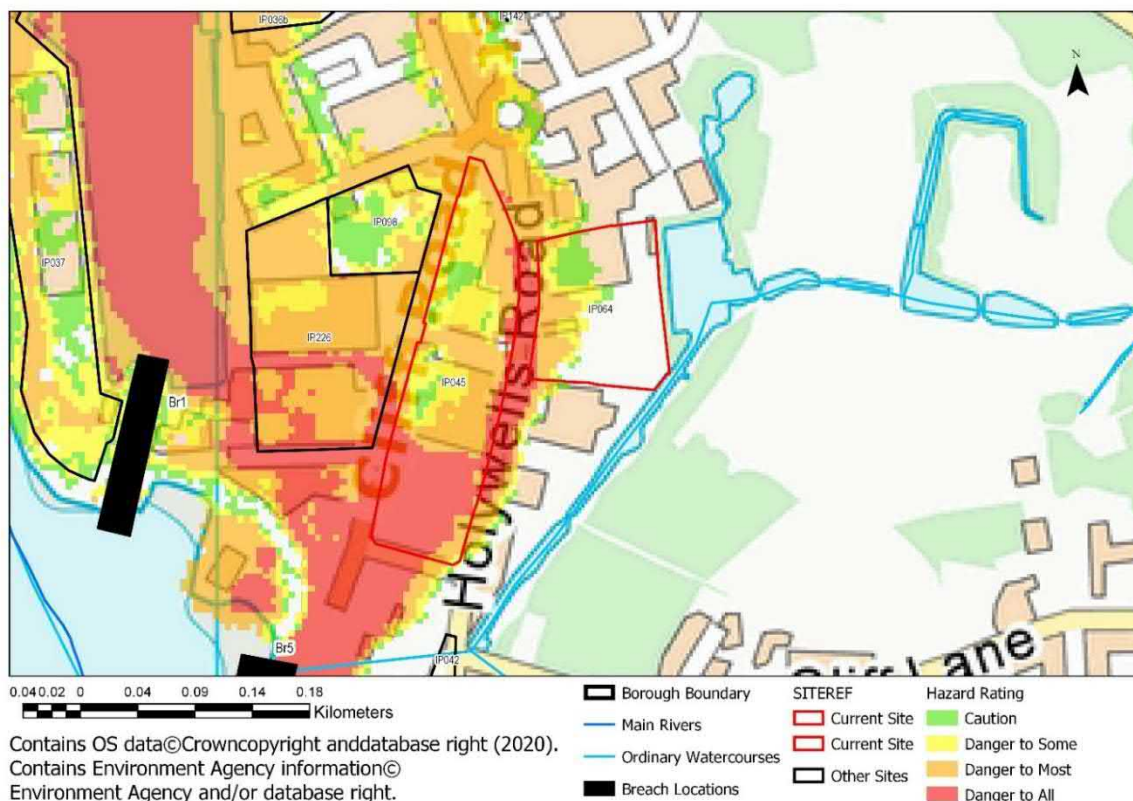 IP036b
IP142
N
IP037
IP098
IP226
IP064
IP045
Holywells Road
Br1
Br5
IP042
Cliff Lane
0.04 0.02 0 0.04 0.09 0.14 0.18
Kilometers
Contains OS data©Crowncopyright anddatabase right (2020).
Contains Environment Agency information©
Environment Agency and/or database right.
Borough Boundary
Main Rivers
Ordinary Watercourses
Breach Locations
SITEREF
Current Site
Current Site
Other Sites
Hazard Rating
Caution
Danger to Some
Danger to Most
Danger to All